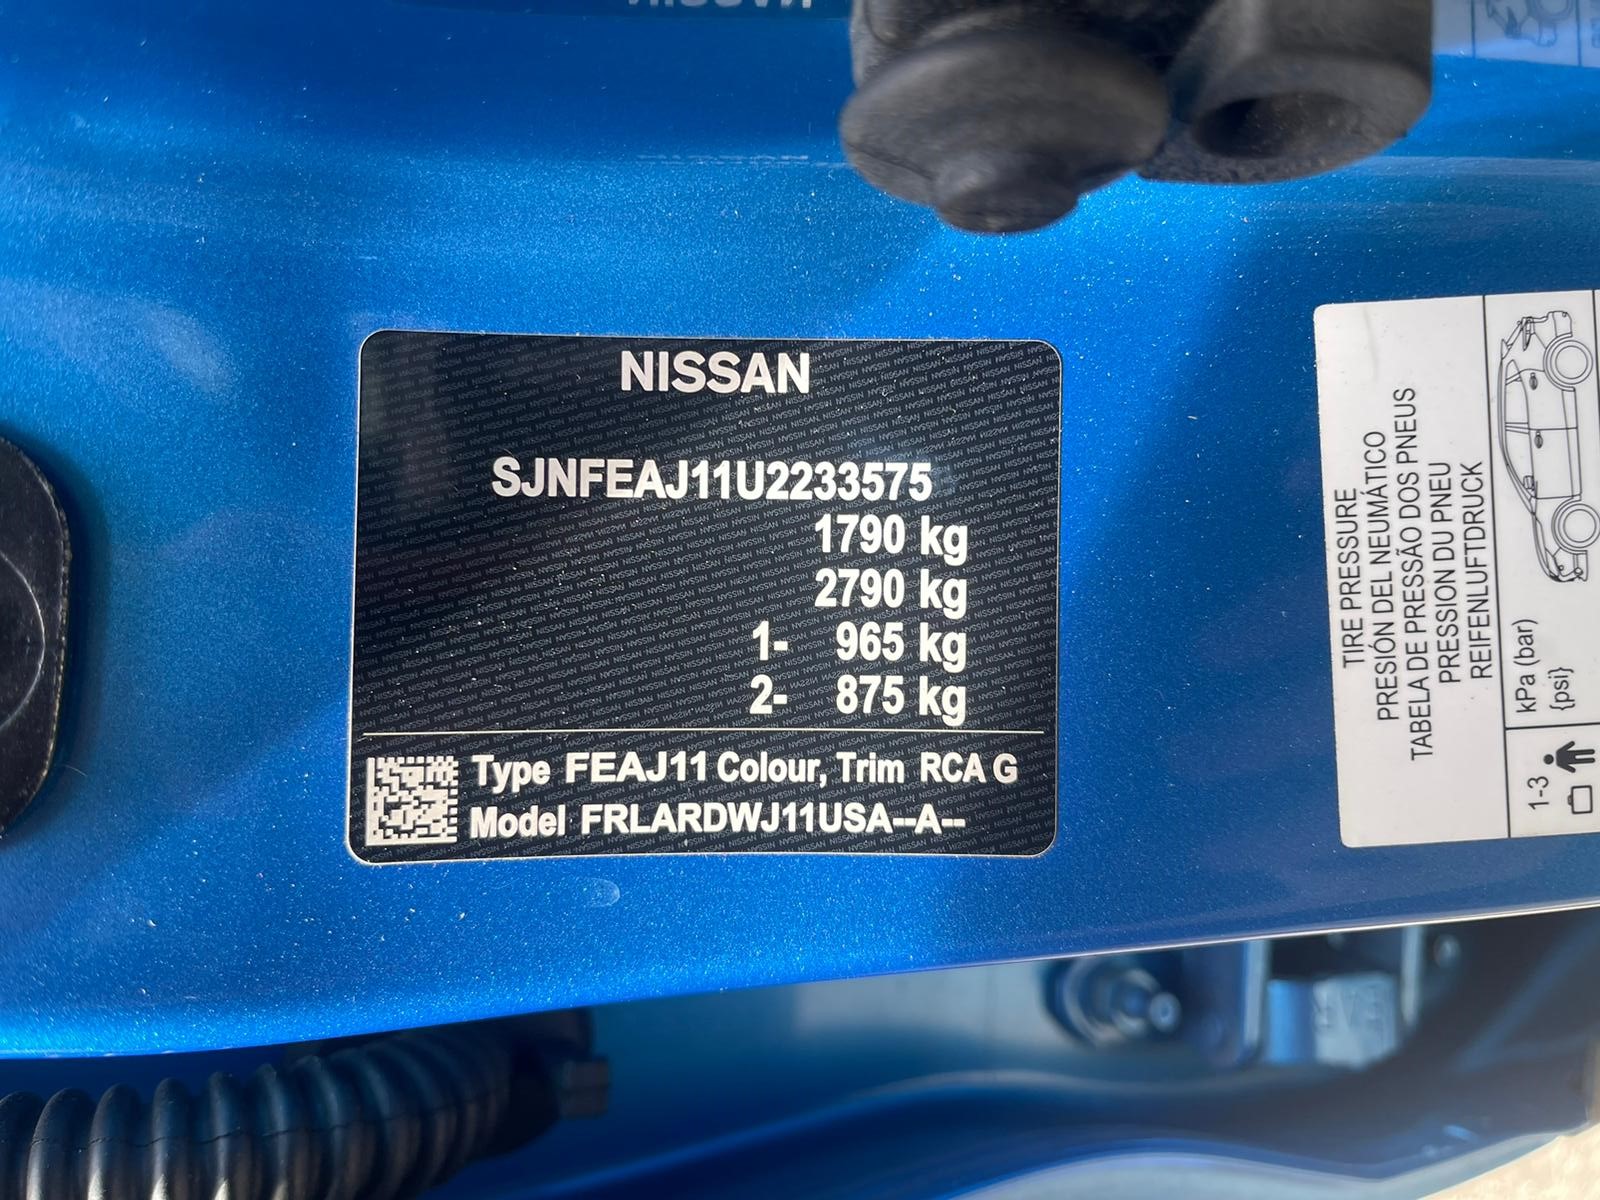 NISSAN
SJNFEAJ11U2233575
1790 kg
2790 kg
1- 965 kg
2- 875 kg
Type FEAJ11 Colour, Trim RCA G
Model FRLARDWJ11USA--A--
TIRE PRESSURE
PRESIÓN DEL NEUMÁTICO
TABELA DE PRESSÃO DOS PNEUS
PRESSION DU PNEU
REIFENLUFTDRUCK
kPa (bar)
{psi}
1-3